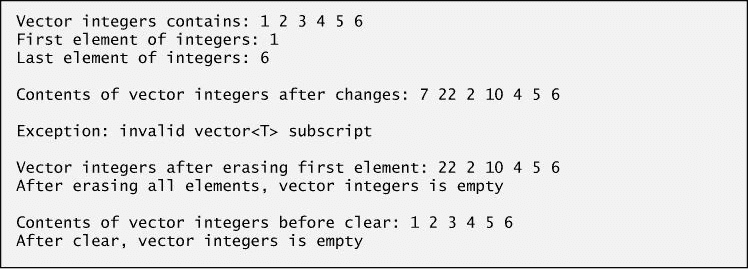 Vector integers contains: 1 2 3 4 5 6
First element of integers: 1
Last element of integers: 6
Contents of vector integers after changes: 7 22 2 10 4 5 6
Exception: invalid vector<T> subscript
Vector integers after erasing first element: 22 2 10 4 5 6
After erasing all elements, vector integers is empty
Contents of vector integers before clear: 1 2 3 4 5 6
After clear, vector integers is empty